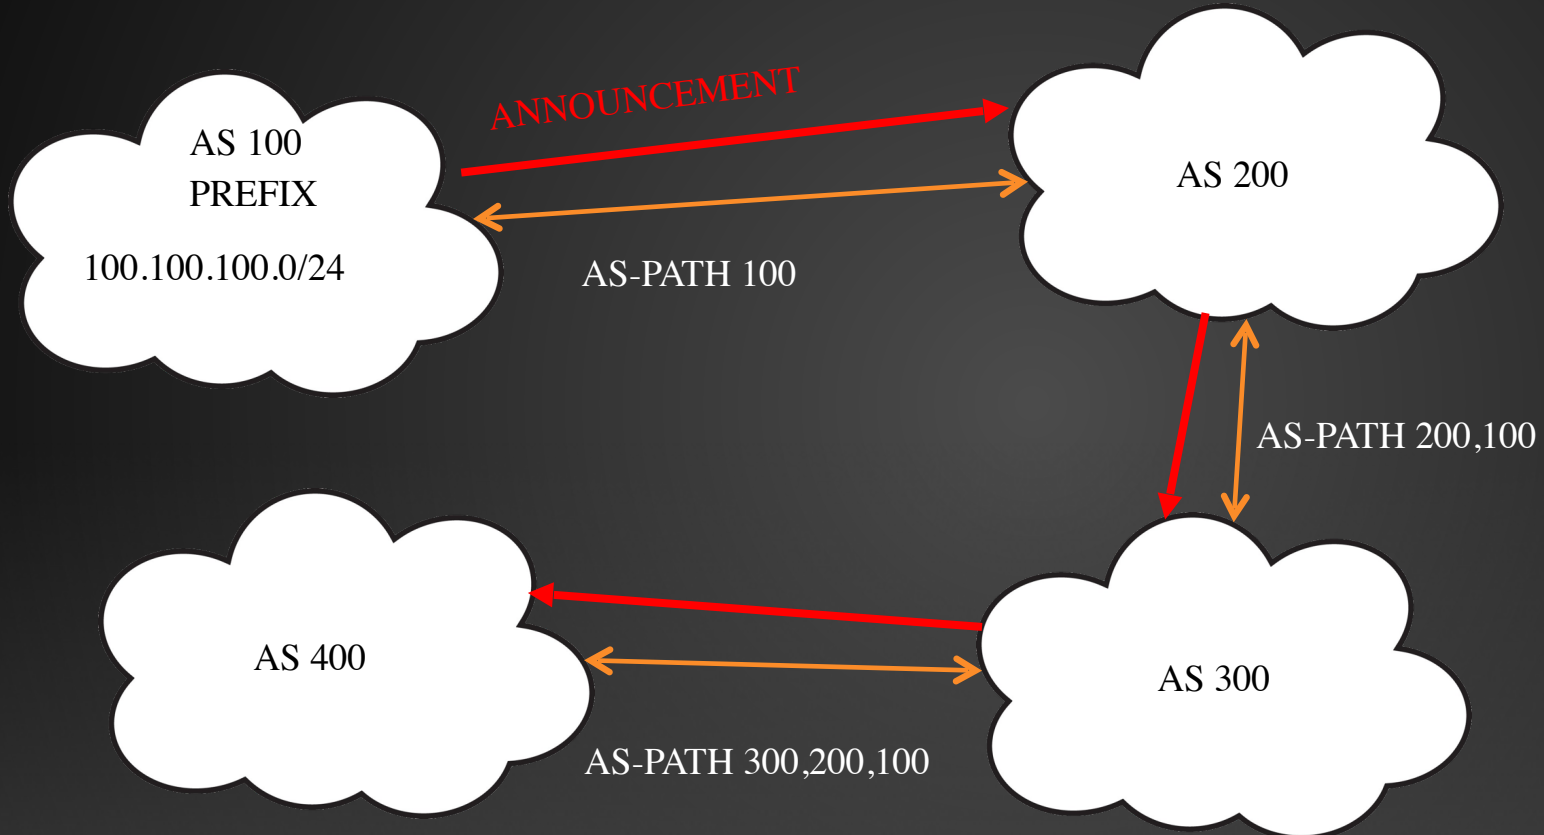 ANNOUNCEMENT
AS 100
PREFIX
100.100.100.0/24
AS 200
AS-PATH 100
AS-PATH 200,100
AS 400
AS 300
AS-PATH 300,200,100